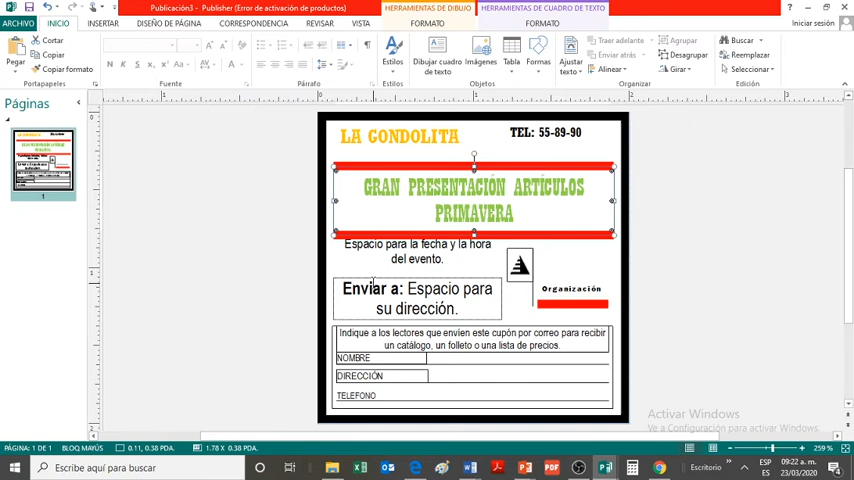 Publicación3 - Publisher (Error de activación de productos)
HERRAMIENTAS DE DIBUJO
HERRAMIENTAS DE CUADRO DE TEXTO
ARCHIVO
INICIO
INSERTAR
DISEÑO DE PÁGINA
CORRESPONDENCIA
REVISAR
VISTA
FORMATO
FORMATO
Iniciar sesión
Pegar
Cortar
Copiar
Copiar formato
Portapapeles
N K S
Fuente
Párrafo
Estilos
Estilos
Dibujar cuadro de texto
Imágenes
Tabla
Formas
Objetos
Ajustar texto
Traer adelante
Enviar atrás
Alinear
Agrupar
Desagrupar
Girar
Organizar
Buscar
Reemplazar
Seleccionar
Edición
Páginas
1
LA GONDOLITA
TEL: 55-89-90
GRAN PRESENTACIÓN ARTÍCULOS
PRIMAVERA
Espacio para la fecha y la hora
del evento.
Enviar a: Espacio para
su dirección.
Organización
Indique a los lectores que envíen este cupón por correo para recibir
un catálogo, un folleto o una lista de precios.
NOMBRE
DIRECCIÓN
TELEFONO
Activar Windows
Ve a Configuración para activar Windows.
PÁGINA: 1 DE 1
BLOQ MAYÚS
0.11, 0.38 PDA.
1.78 X 0.38 PDA.
259 %
Escribe aquí para buscar
Escritorio
ESP
ES
09:22 a. m.
23/03/2020